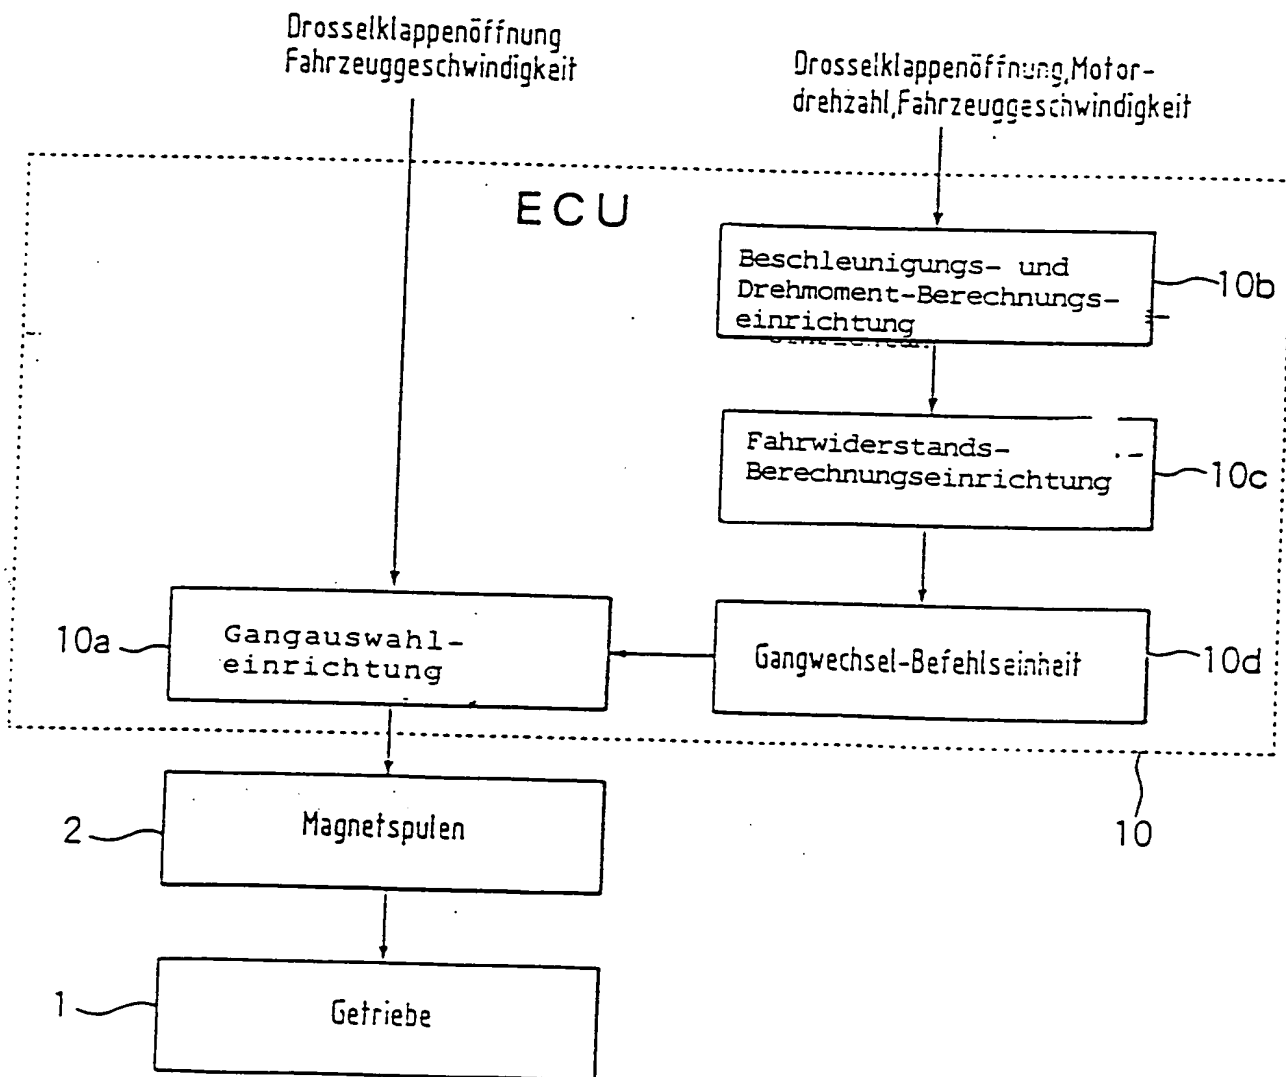 Drosselklappenöffnung
Fahrzeuggeschwindigkeit
Drosselklappenöffnung,Motor-
drehzahl,Fahrzeuggeschwindigkeit
ECU
Beschleunigungs- und
Drehmoment-Berechnungs-
einrichtung
10b
Fahrwiderstands-
Berechnungseinrichtung
10c
10a
Gangauswahl-
einrichtung
Gangwechsel-Befehlseinheit
10d
2
Magnetspulen
10
1
Getriebe